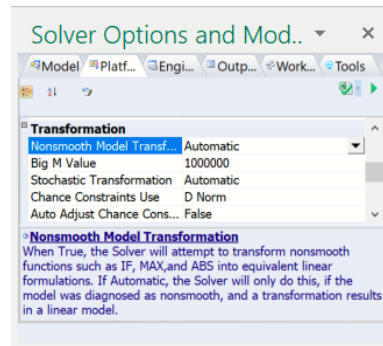 Solver Options and Mod..
Model Platf... Engi... Outp... Work... Tools
Transformation
Nonsmooth Model Transf... Automatic
Big M Value 1000000
Stochastic Transformation Automatic
Chance Constraints Use D Norm
Auto Adjust Chance Cons... False
Nonsmooth Model Transformation
When True, the Solver will attempt to transform nonsmooth
functions such as IF, MAX,and ABS into equivalent linear
formulations. If Automatic, the Solver will only do this, if the
model was diagnosed as nonsmooth, and a transformation results
in a linear model.